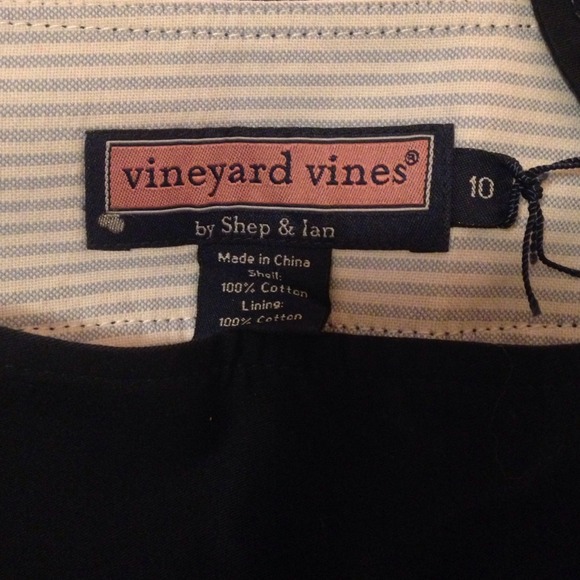 vineyard vines®
10
by Shep & Ian
Made in China
Shell:
100% Cotton
Lining:
100% Cotton